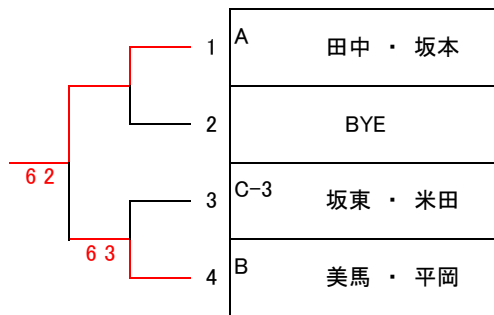 1 A 田中 ・ 坂本
2 BYE
6 2
3 C-3 坂東 ・ 米田
6 3
4 B 美馬 ・ 平岡